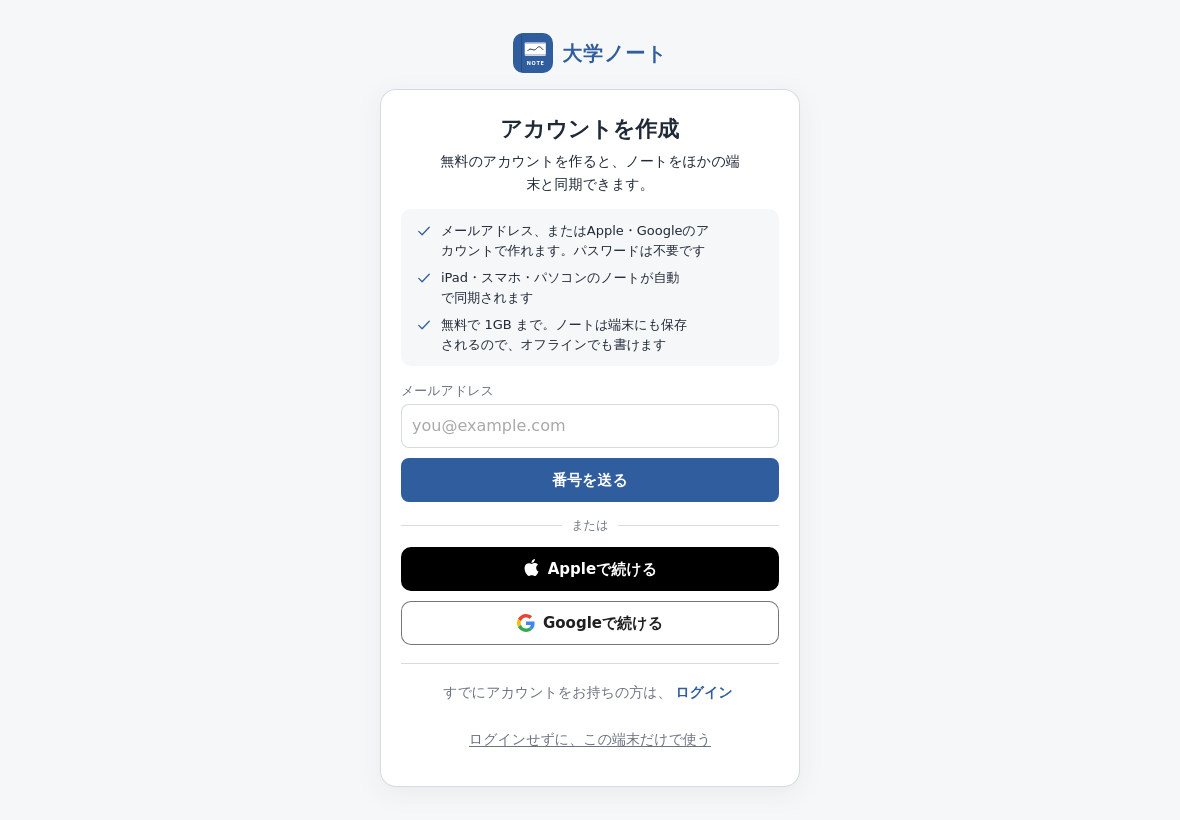 NOTE
大学ノート
アカウントを作成
無料のアカウントを作ると、ノートをほかの端
末と同期できます。
メールアドレス、またはApple・Googleのア
カウントで作れます。パスワードは不要です
iPad・スマホ・パソコンのノートが自動
で同期されます
無料で 1GB まで。ノートは端末にも保存
されるので、オフラインでも書けます
メールアドレス
you@example.com
番号を送る
または
Appleで続ける
Googleで続ける
すでにアカウントをお持ちの方は、 ログイン
ログインせずに、この端末だけで使う